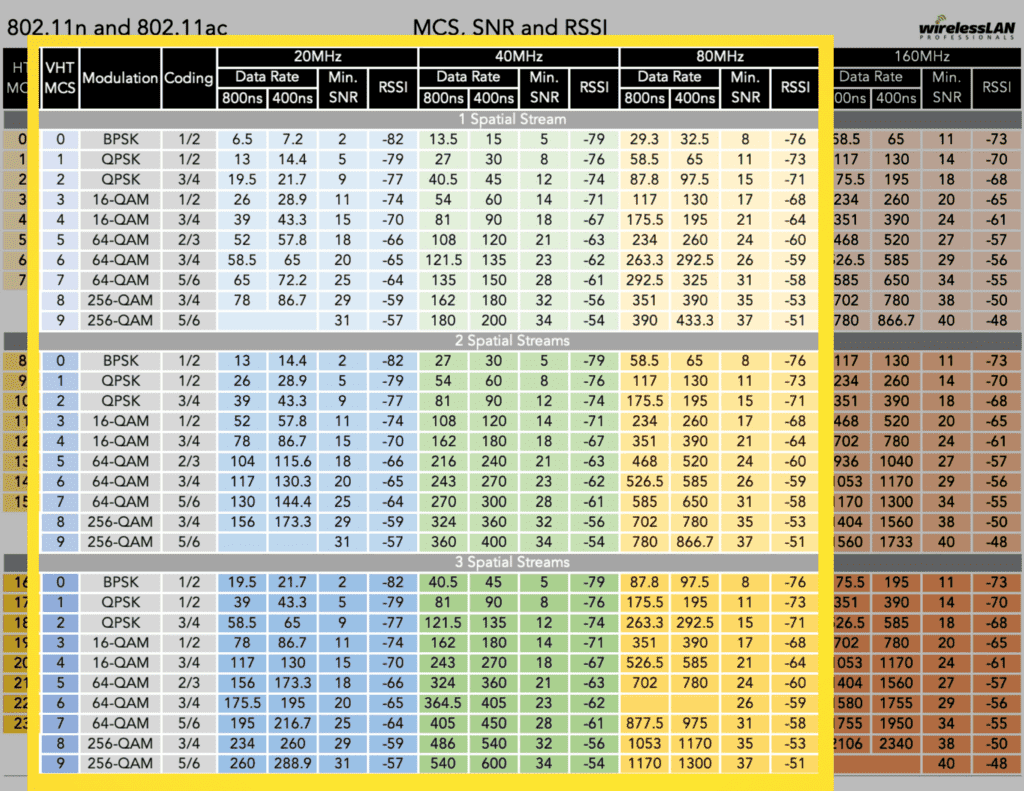 802.11n and 802.11ac MCS, SNR and RSSI wirelessLAN
PROFESSIONALS
20MHz 40MHz 80MHz 160MHz
HT MC VHT MCS Modulation Coding Data Rate Min. SNR RSSI Data Rate Min. SNR RSSI Data Rate Min. SNR RSSI Data Rate Min. SNR RSSI
800ns 400ns 800ns 400ns 800ns 400ns 00ns 400ns
1 Spatial Stream
0 0 BPSK 1/2 6.5 7.2 2 -82 13.5 15 5 -79 29.3 32.5 8 -76 58.5 65 11 -73
1 1 QPSK 1/2 13 14.4 5 -79 27 30 8 -76 58.5 65 11 -73 117 130 14 -70
2 2 QPSK 3/4 19.5 21.7 9 -77 40.5 45 12 -74 87.8 97.5 15 -71 75.5 195 18 -68
3 3 16-QAM 1/2 26 28.9 11 -74 54 60 14 -71 117 130 17 -68 234 260 20 -65
4 4 16-QAM 3/4 39 43.3 15 -70 81 90 18 -67 175.5 195 21 -64 351 390 24 -61
5 5 64-QAM 2/3 52 57.8 18 -66 108 120 21 -63 234 260 24 -60 468 520 27 -57
6 6 64-QAM 3/4 58.5 65 20 -65 121.5 135 23 -62 263.3 292.5 26 -59 26.5 585 29 -56
7 7 64-QAM 5/6 65 72.2 25 -64 135 150 28 -61 292.5 325 31 -58 585 650 34 -55
8 256-QAM 3/4 78 86.7 29 -59 162 180 32 -56 351 390 35 -53 702 780 38 -50
9 256-QAM 5/6 31 -57 180 200 34 -54 390 433.3 37 -51 780 866.7 40 -48
2 Spatial Streams
8 0 BPSK 1/2 13 14.4 2 -82 27 30 5 -79 58.5 65 8 -76 117 130 11 -73
9 1 QPSK 1/2 26 28.9 5 -79 54 60 8 -76 117 130 11 -73 234 260 14 -70
10 2 QPSK 3/4 39 43.3 9 -77 81 90 12 -74 175.5 195 15 -71 351 390 18 -68
11 3 16-QAM 1/2 52 57.8 11 -74 108 120 14 -71 234 260 17 -68 468 520 20 -65
12 4 16-QAM 3/4 78 86.7 15 -70 162 180 18 -67 351 390 21 -64 702 780 24 -61
13 5 64-QAM 2/3 104 115.6 18 -66 216 240 21 -63 468 520 24 -60 936 1040 27 -57
14 6 64-QAM 3/4 117 130.3 20 -65 243 270 23 -62 526.5 585 26 -59 1053 1170 29 -56
15 7 64-QAM 5/6 130 144.4 25 -64 270 300 28 -61 585 650 31 -58 1170 1300 34 -55
8 256-QAM 3/4 156 173.3 29 -59 324 360 32 -56 702 780 35 -53 1404 1560 38 -50
9 256-QAM 5/6 31 -57 360 400 34 -54 780 866.7 37 -51 1560 1733 40 -48
3 Spatial Streams
16 0 BPSK 1/2 19.5 21.7 2 -82 40.5 45 5 -79 87.8 97.5 8 -76 75.5 195 11 -73
17 1 QPSK 1/2 39 43.3 5 -79 81 90 8 -76 175.5 195 11 -73 351 390 14 -70
18 2 QPSK 3/4 58.5 65 9 -77 121.5 135 12 -74 263.3 292.5 15 -71 26.5 585 18 -68
19 3 16-QAM 1/2 78 86.7 11 -74 162 180 14 -71 351 390 17 -68 702 780 20 -65
20 4 16-QAM 3/4 117 130 15 -70 243 270 18 -67 526.5 585 21 -64 1053 1170 24 -61
21 5 64-QAM 2/3 156 173.3 18 -66 324 360 21 -63 702 780 24 -60 1404 1560 27 -57
22 6 64-QAM 3/4 175.5 195 20 -65 364.5 405 23 -62 26 -59 1580 1755 29 -56
23 7 64-QAM 5/6 195 216.7 25 -64 405 450 28 -61 877.5 975 31 -58 1755 1950 34 -55
8 256-QAM 3/4 234 260 29 -59 486 540 32 -56 1053 1170 35 -53 2106 2340 38 -50
9 256-QAM 5/6 260 288.9 31 -57 540 600 34 -54 1170 1300 37 -51 40 -48